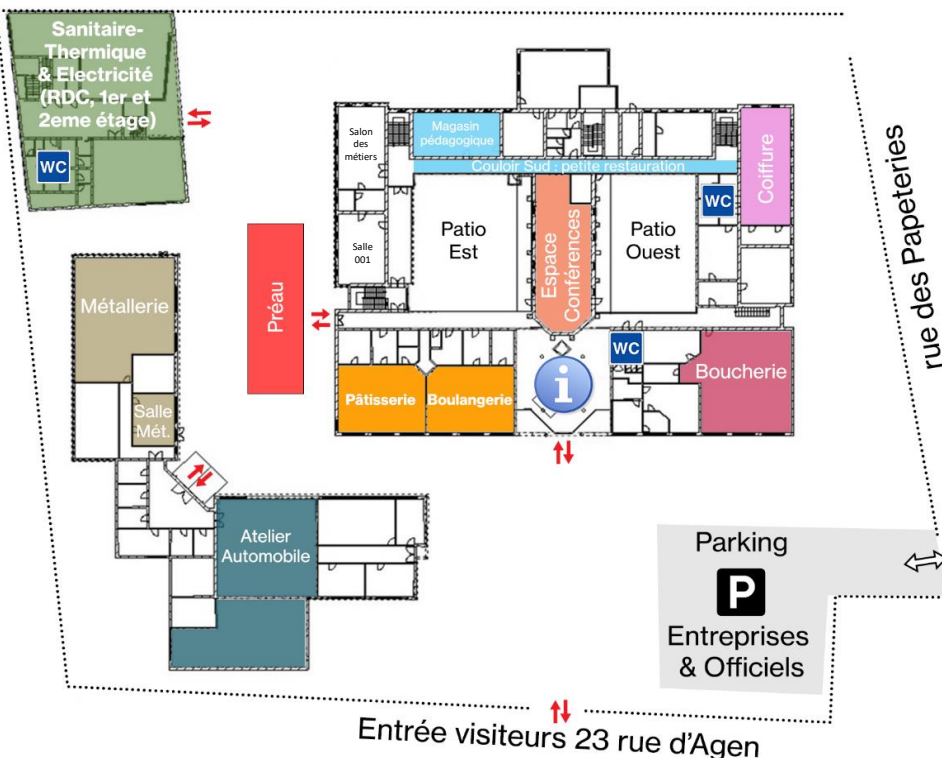 Sanitaire-
Thermique
& Electricité
(RDC, 1er et
2eme étage)
WC
Salon
des
métiers
Magasin
pédagogique
Couloir Sud : petite restauration
Coiffure
WC
Patio
Est
Espace
Conférences
Patio
Ouest
Salle
001
rue des Papeteries
Métallerie
Préau
WC
Boucherie
i
Pâtisserie
Boulangerie
Salle
Mét.
Atelier
Automobile
Parking
P
Entreprises
& Officiels
Entrée visiteurs 23 rue d'Agen